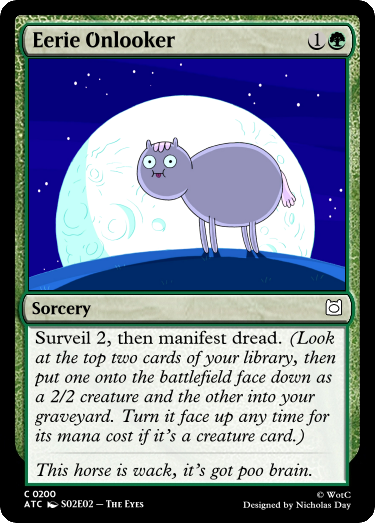 Eerie Onlooker 1
Sorcery
Surveil 2, then manifest dread. (Look
at the top two cards of your library, then
put one onto the battlefield face down as
a 2/2 creature and the other into your
graveyard. Turn it face up any time for
its mana cost if it's a creature card.)
This horse is wack, it's got poo brain.
C 0200 © WotC
ATC S02E02 — The Eyes Designed by Nicholas Day